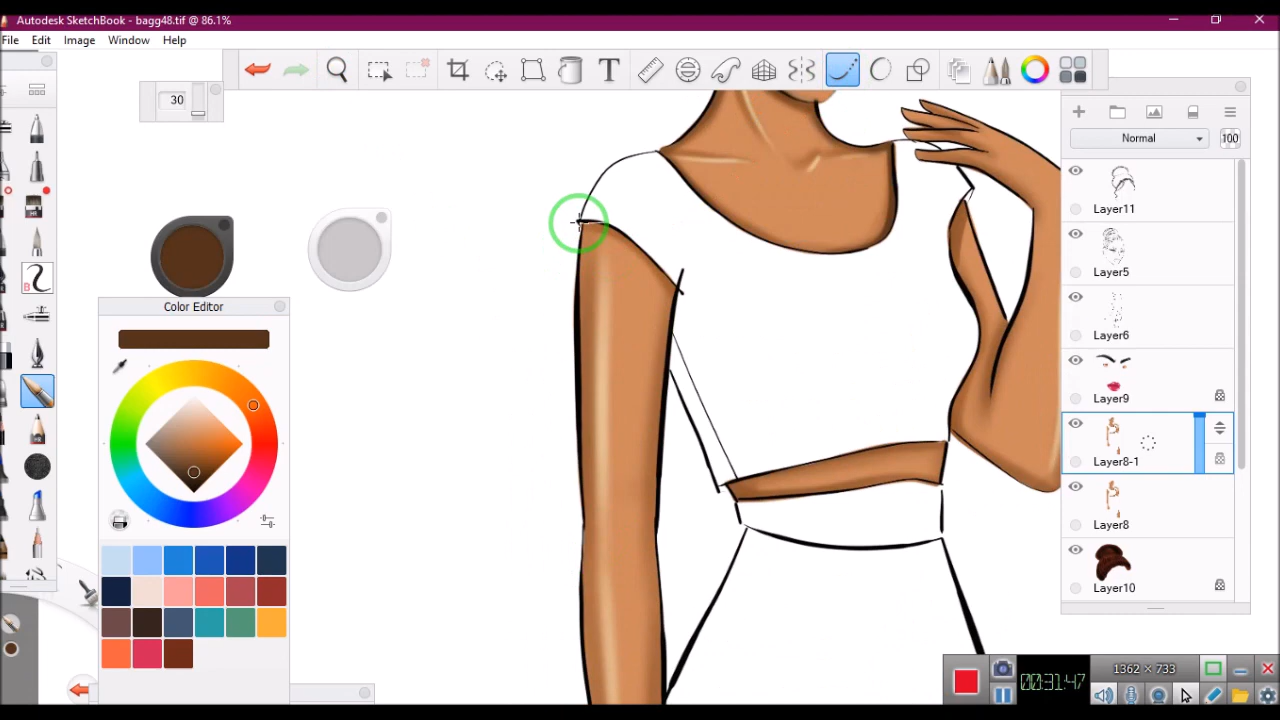 Autodesk SketchBook - bagg48.tif @ 86.1%
File Edit Image Window Help
30
Normal
100
Layer11
Layer5
Layer6
Layer9
Layer8-1
Layer8
Layer10
Color Editor
1362 × 733
00:31:47